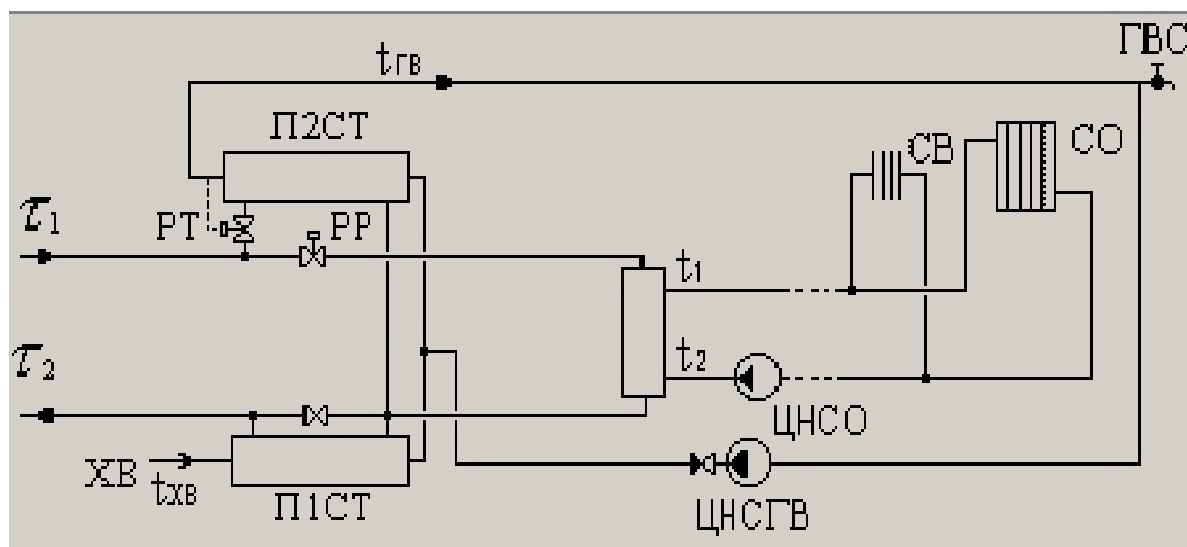 ГВС
tГВ
П2СТ
СВ
СО
τ1
РТ
РР
t1
t2
τ2
ЦНСО
ХВ
tХВ
П1СТ
ЦНСГВ